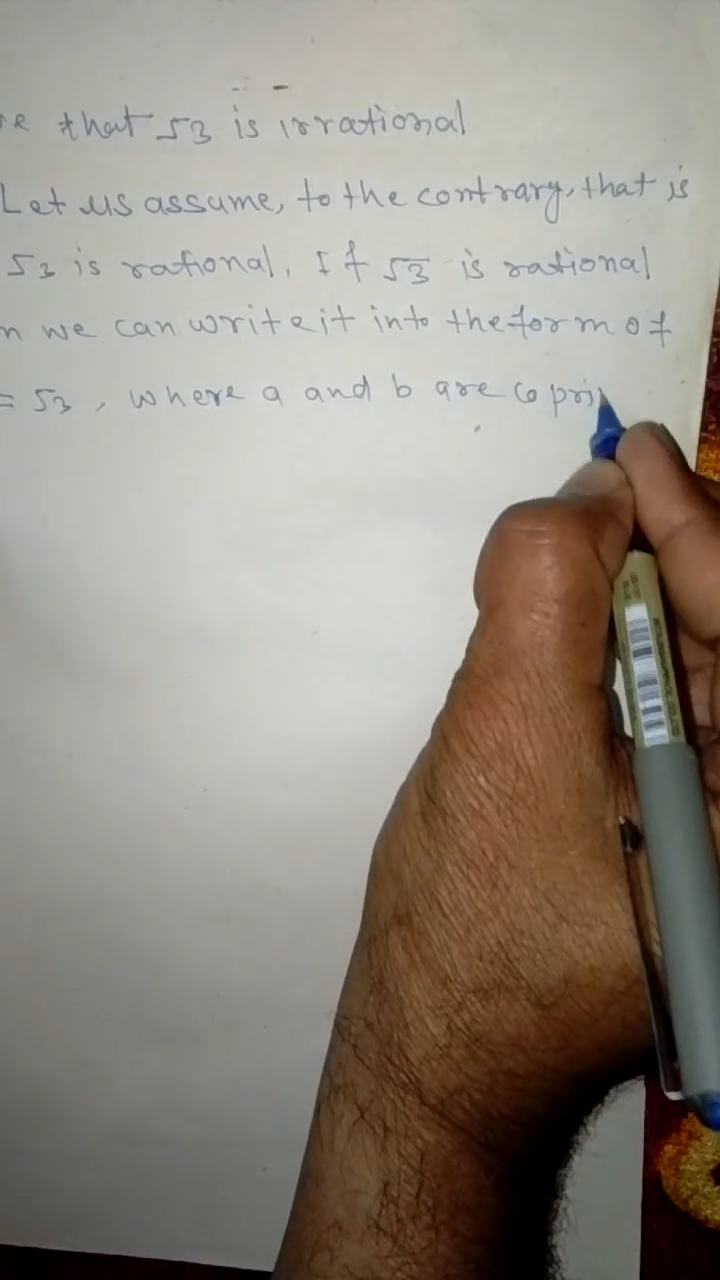 re that √3 is irrational
Let us assume, to the contrary, that is
√3 is rational. If √3 is rational
n we can write it into the form of
= √3, where a and b are co pri